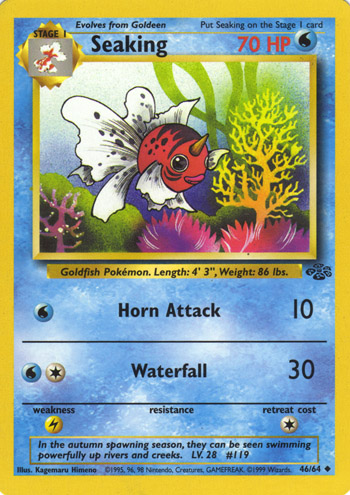 STAGE 1
Evolves from Goldeen
Put Seaking on the Stage 1 card
Seaking
70 HP
Goldfish Pokémon. Length: 4' 3", Weight: 86 lbs.
Horn Attack 10
Waterfall 30
weakness resistance retreat cost
In the autumn spawning season, they can be seen swimming
powerfully up rivers and creeks. LV. 28 #119
Illus. Kagemaru Himeno ©1995, 96, 98 Nintendo, Creatures, GAMEFREAK. ©1999 Wizards. 46/64